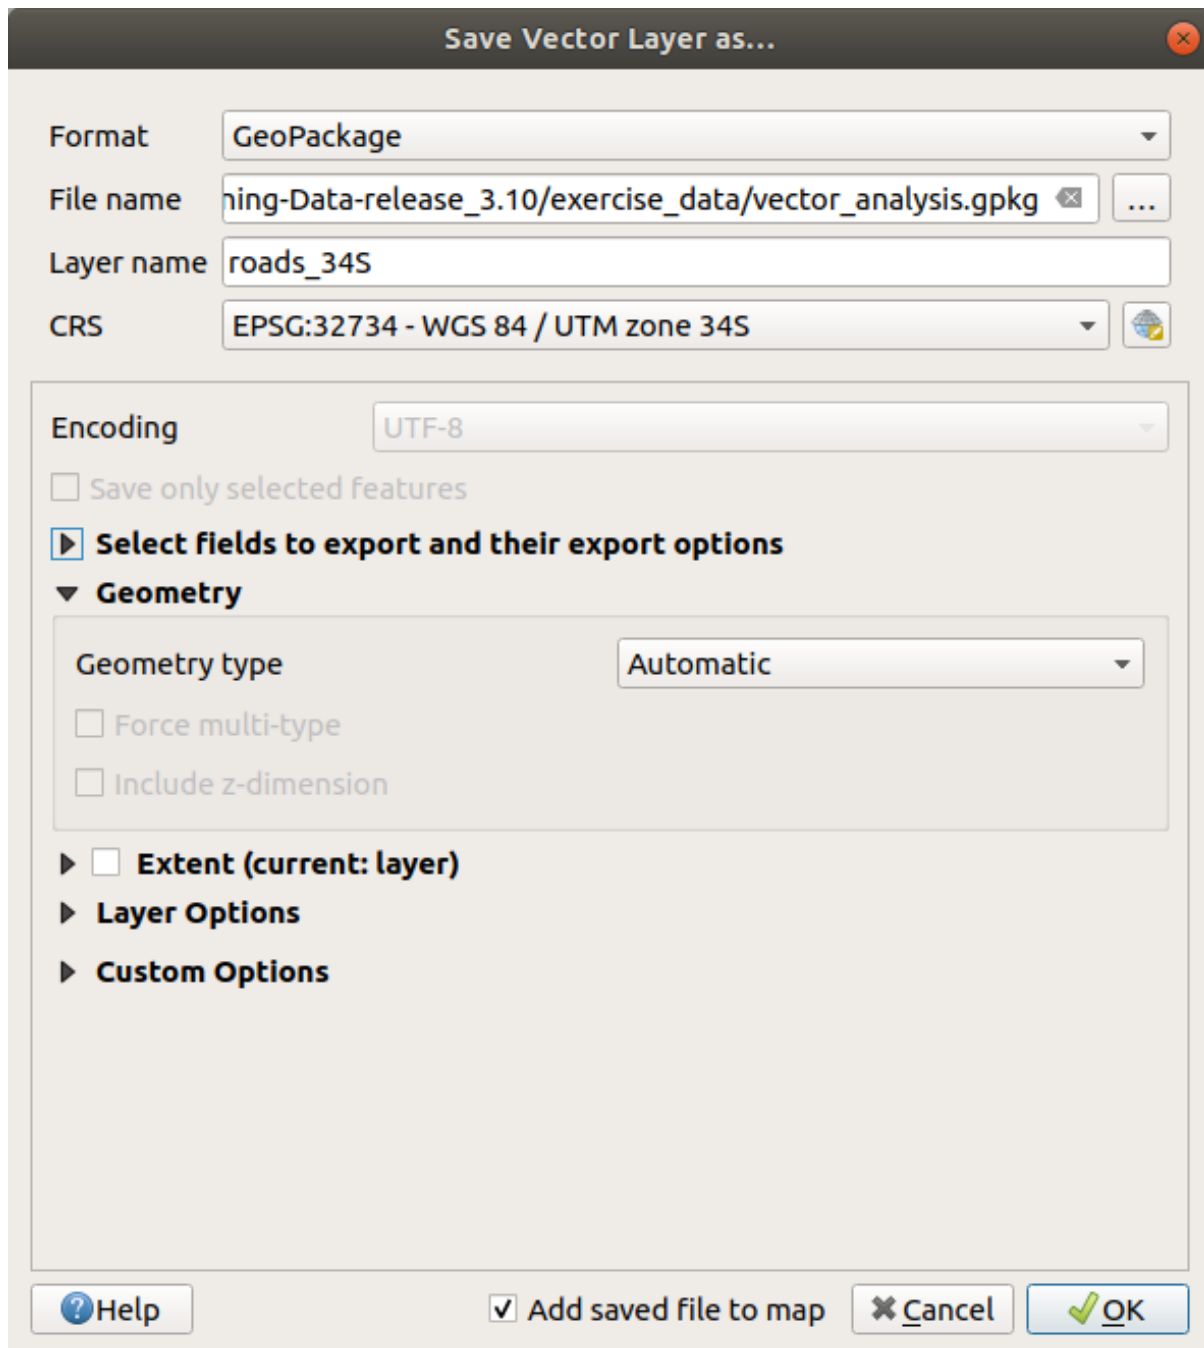 Save Vector Layer as...
Format GeoPackage
File name ning-Data-release_3.10/exercise_data/vector_analysis.gpkg ...
Layer name roads_34S
CRS EPSG:32734 - WGS 84 / UTM zone 34S
Encoding UTF-8
Save only selected features
Select fields to export and their export options
Geometry
Geometry type Automatic
Force multi-type
Include z-dimension
Extent (current: layer)
Layer Options
Custom Options
Help Add saved file to map Cancel OK